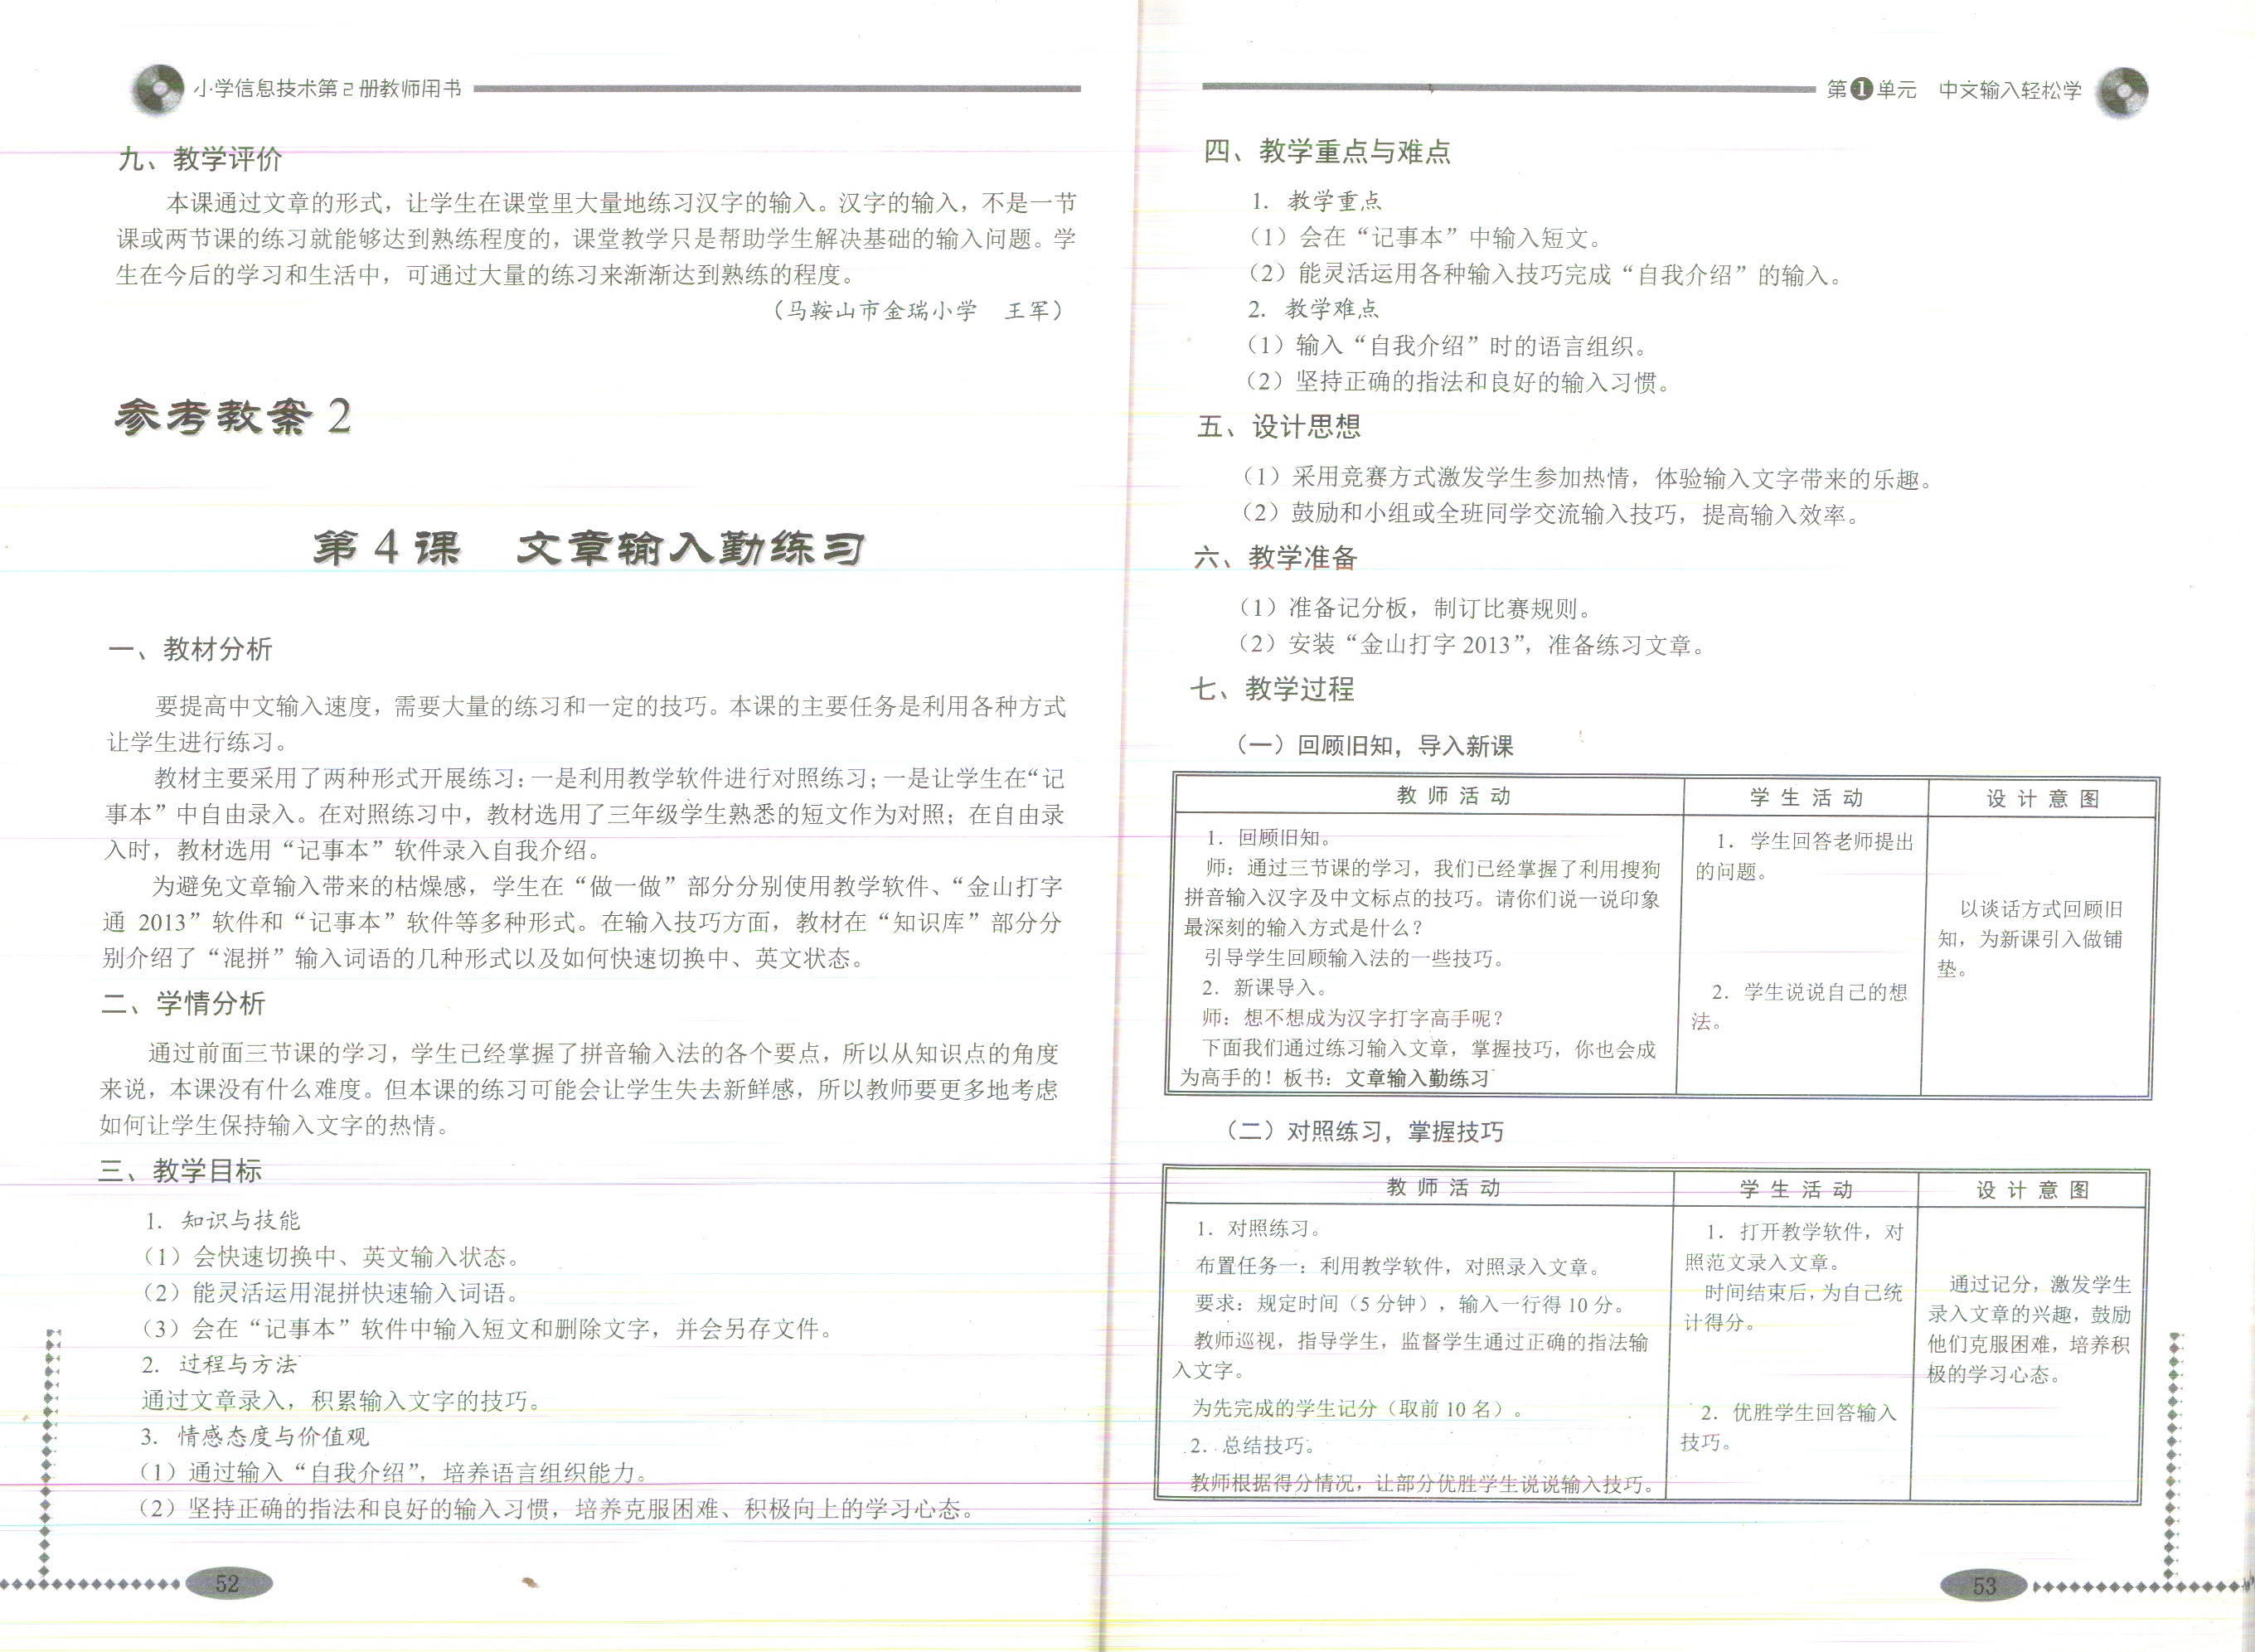 小学信息技术第2册教师用书
九、教学评价
本课通过文章的形式，让学生在课堂里大量地练习汉字的输入。汉字的输入，不是一节
课或两节课的练习就能够达到熟练程度的，课堂教学只是帮助学生解决基础的输入问题。学
生在今后的学习和生活中，可通过大量的练习来渐渐达到熟练的程度。
（马鞍山市金瑞小学　王军）
参考教案 2
第 4 课　文章输入勤练习
一、教材分析
要提高中文输入速度，需要大量的练习和一定的技巧。本课的主要任务是利用各种方式
让学生进行练习。
教材主要采用了两种形式开展练习：一是利用教学软件进行对照练习；一是让学生在“记
事本”中自由录入。在对照练习中，教材选用了三年级学生熟悉的短文作为对照；在自由录
入时，教材选用“记事本”软件录入自我介绍。
为避免文章输入带来的枯燥感，学生在“做一做”部分分别使用教学软件、“金山打字
通 2013”软件和“记事本”软件等多种形式。在输入技巧方面，教材在“知识库”部分分
别介绍了“混拼”输入词语的几种形式以及如何快速切换中、英文状态。
二、学情分析
通过前面三节课的学习，学生已经掌握了拼音输入法的各个要点，所以从知识点的角度
来说，本课没有什么难度。但本课的练习可能会让学生失去新鲜感，所以教师要更多地考虑
如何让学生保持输入文字的热情。
三、教学目标
1. 知识与技能
（1）会快速切换中、英文输入状态。
（2）能灵活运用混拼快速输入词语。
（3）会在“记事本”软件中输入短文和删除文字，并会另存文件。
2. 过程与方法
通过文章录入，积累输入文字的技巧。
3. 情感态度与价值观
（1）通过输入“自我介绍”，培养语言组织能力。
（2）坚持正确的指法和良好的输入习惯，培养克服困难、积极向上的学习心态。
52
第1单元　中文输入轻松学
四、教学重点与难点
1. 教学重点
（1）会在“记事本”中输入短文。
（2）能灵活运用各种输入技巧完成“自我介绍”的输入。
2. 教学难点
（1）输入“自我介绍”时的语言组织。
（2）坚持正确的指法和良好的输入习惯。
五、设计思想
（1）采用竞赛方式激发学生参加热情，体验输入文字带来的乐趣。
（2）鼓励和小组或全班同学交流输入技巧，提高输入效率。
六、教学准备
（1）准备记分板，制订比赛规则。
（2）安装“金山打字 2013”，准备练习文章。
七、教学过程
（一）回顾旧知，导入新课
教 师 活 动
学 生 活 动
设 计 意 图
1. 回顾旧知。
师：通过三节课的学习，我们已经掌握了利用搜狗
拼音输入汉字及中文标点的技巧。请你们说一说印象
最深刻的输入方式是什么？
引导学生回顾输入法的一些技巧。
2. 新课导入。
师：想不想成为汉字打字高手呢？
下面我们通过练习输入文章，掌握技巧，你也会成
为高手的！板书：文章输入勤练习
1. 学生回答老师提出
的问题。
2. 学生说说自己的想
法。
以谈话方式回顾旧
知，为新课引入做铺
垫。
（二）对照练习，掌握技巧
教 师 活 动
学 生 活 动
设 计 意 图
1. 对照练习。
布置任务一：利用教学软件，对照录入文章。
要求：规定时间（5 分钟），输入一行得 10 分。
教师巡视，指导学生，监督学生通过正确的指法输
入文字。
为先完成的学生记分（取前 10 名）。
2. 总结技巧。
教师根据得分情况，让部分优胜学生说说输入技巧。
1. 打开教学软件，对
照范文录入文章。
时间结束后，为自己统
计得分。
2. 优胜学生回答输入
技巧。
通过记分，激发学生
录入文章的兴趣，鼓励
他们克服困难，培养积
极的学习心态。
53